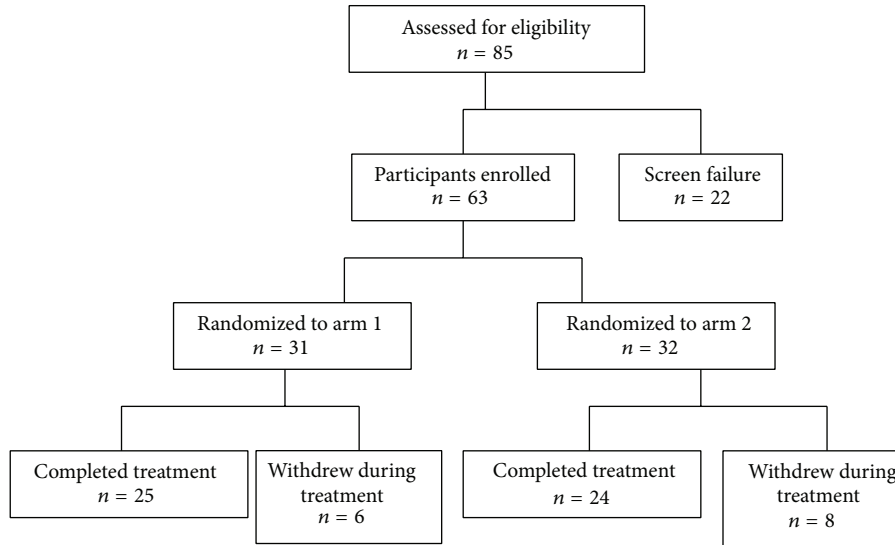 Assessed for eligibility
n = 85
Participants enrolled
n = 63
Screen failure
n = 22
Randomized to arm 1
n = 31
Randomized to arm 2
n = 32
Completed treatment
n = 25
Withdrew during
treatment
n = 6
Completed treatment
n = 24
Withdrew during
treatment
n = 8